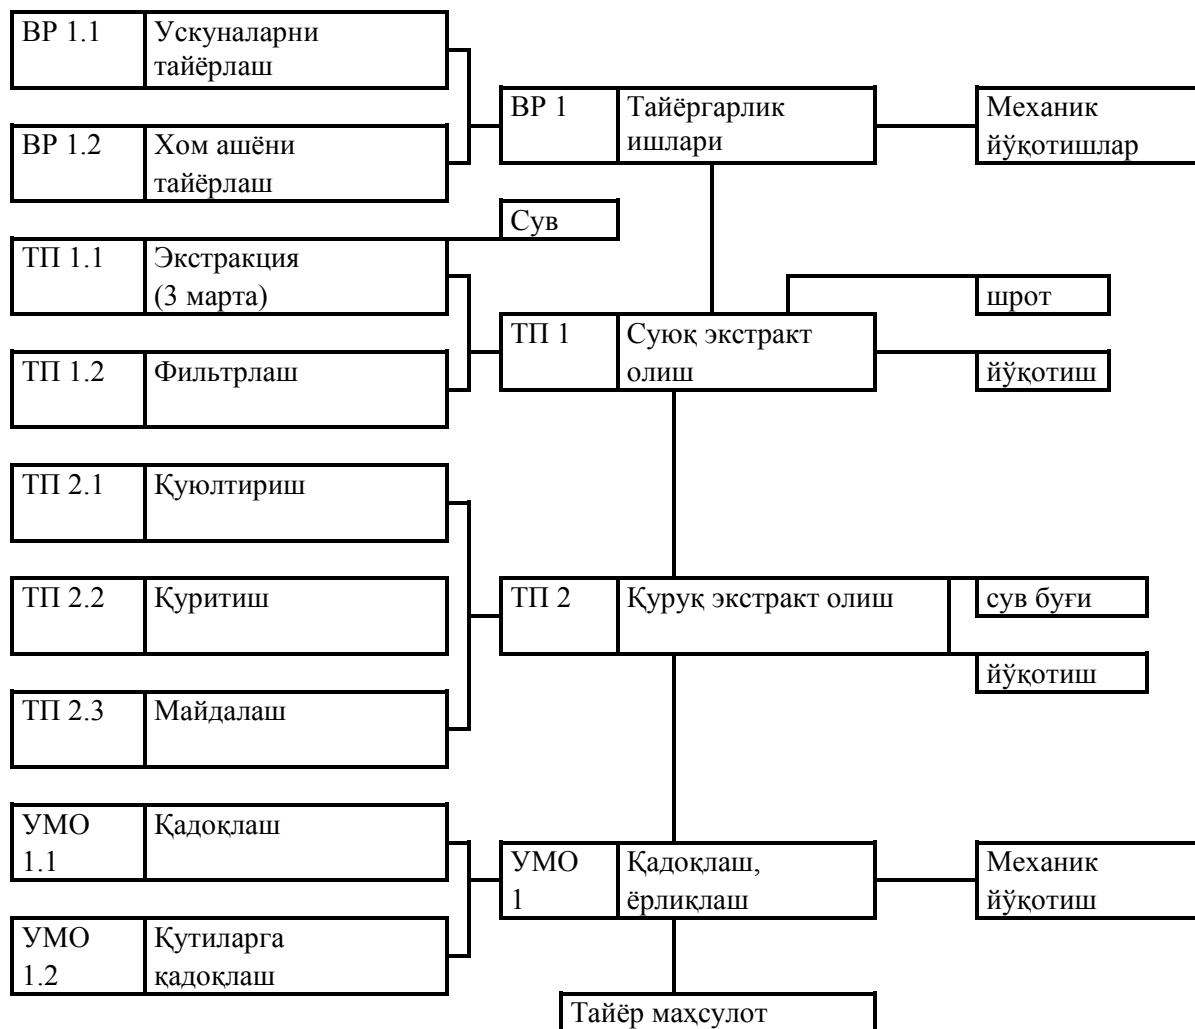 ВР 1.1 Ускуналарни
тайёрлаш
ВР 1 Тайёргарлик
ишлари
Механик
йўқотишлар
ВР 1.2 Хом ашёни
тайёрлаш
Сув
ТП 1.1 Экстракция
(3 марта)
шрот
ТП 1 Суюқ экстракт
олиш
йўқотиш
ТП 1.2 Фильтрлаш
ТП 2.1 Қуюлтириш
ТП 2.2 Қуритиш
ТП 2 Қуруқ экстракт олиш
сув буғи
йўқотиш
ТП 2.3 Майдалаш
УМО
1.1
Қадоқлаш
УМО
1
Қадоқлаш,
ёрлиқлаш
Механик
йўқотиш
УМО
1.2
Қутиларга
қадоқлаш
Тайёр маҳсулот